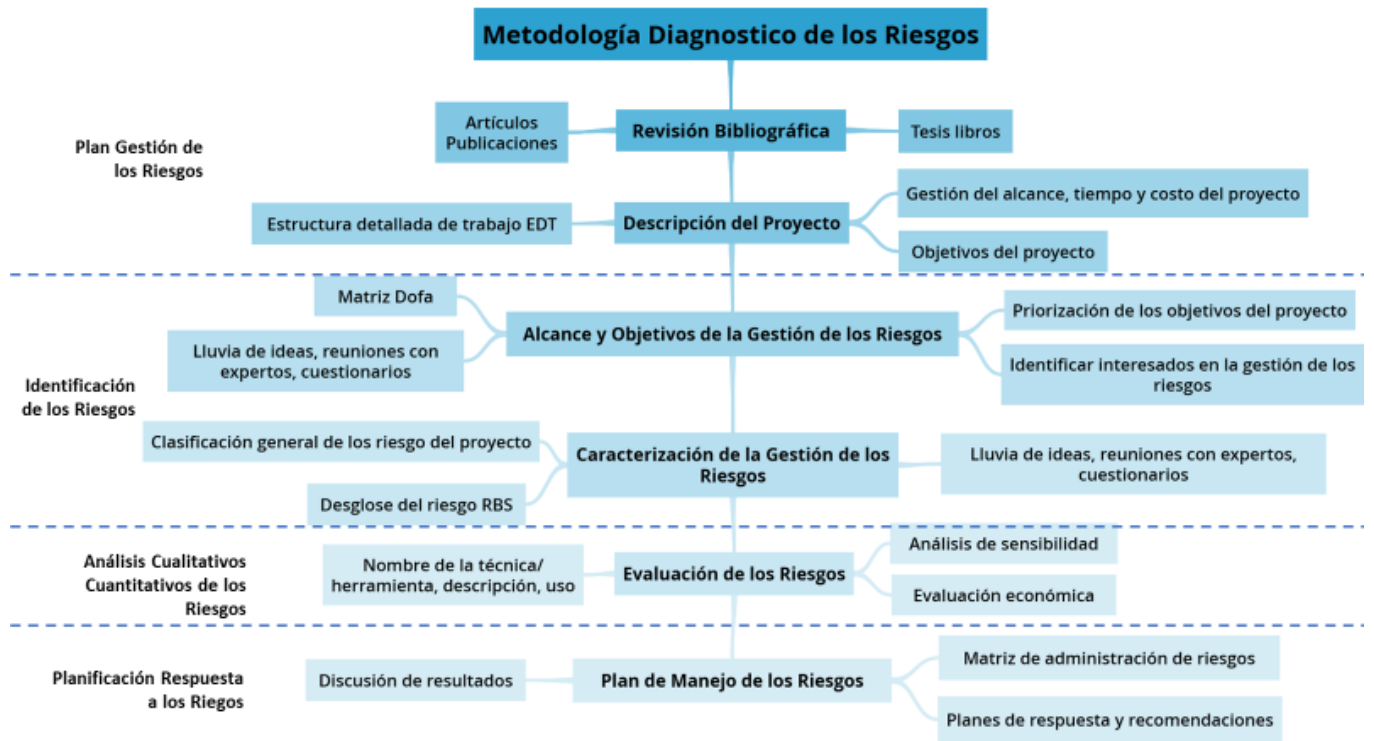 Metodología Diagnostico de los Riesgos
Plan Gestión de
los Riesgos
Artículos
Publicaciones
Revisión Bibliográfica
Tesis libros
Estructura detallada de trabajo EDT
Descripción del Proyecto
Gestión del alcance, tiempo y costo del proyecto
Objetivos del proyecto
Identificación
de los Riesgos
Matriz Dofa
Lluvia de ideas, reuniones con
expertos, cuestionarios
Alcance y Objetivos de la Gestión de los Riesgos
Priorización de los objetivos del proyecto
Identificar interesados en la gestión de los
riesgos
Clasificación general de los riesgo del proyecto
Desglose del riesgo RBS
Caracterización de la Gestión de los
Riesgos
Lluvia de ideas, reuniones con expertos,
cuestionarios
Análisis Cualitativos
Cuantitativos de los
Riesgos
Nombre de la técnica/
herramienta, descripción, uso
Evaluación de los Riesgos
Análisis de sensibilidad
Evaluación económica
Planificación Respuesta
a los Riegos
Discusión de resultados
Plan de Manejo de los Riesgos
Matriz de administración de riesgos
Planes de respuesta y recomendaciones